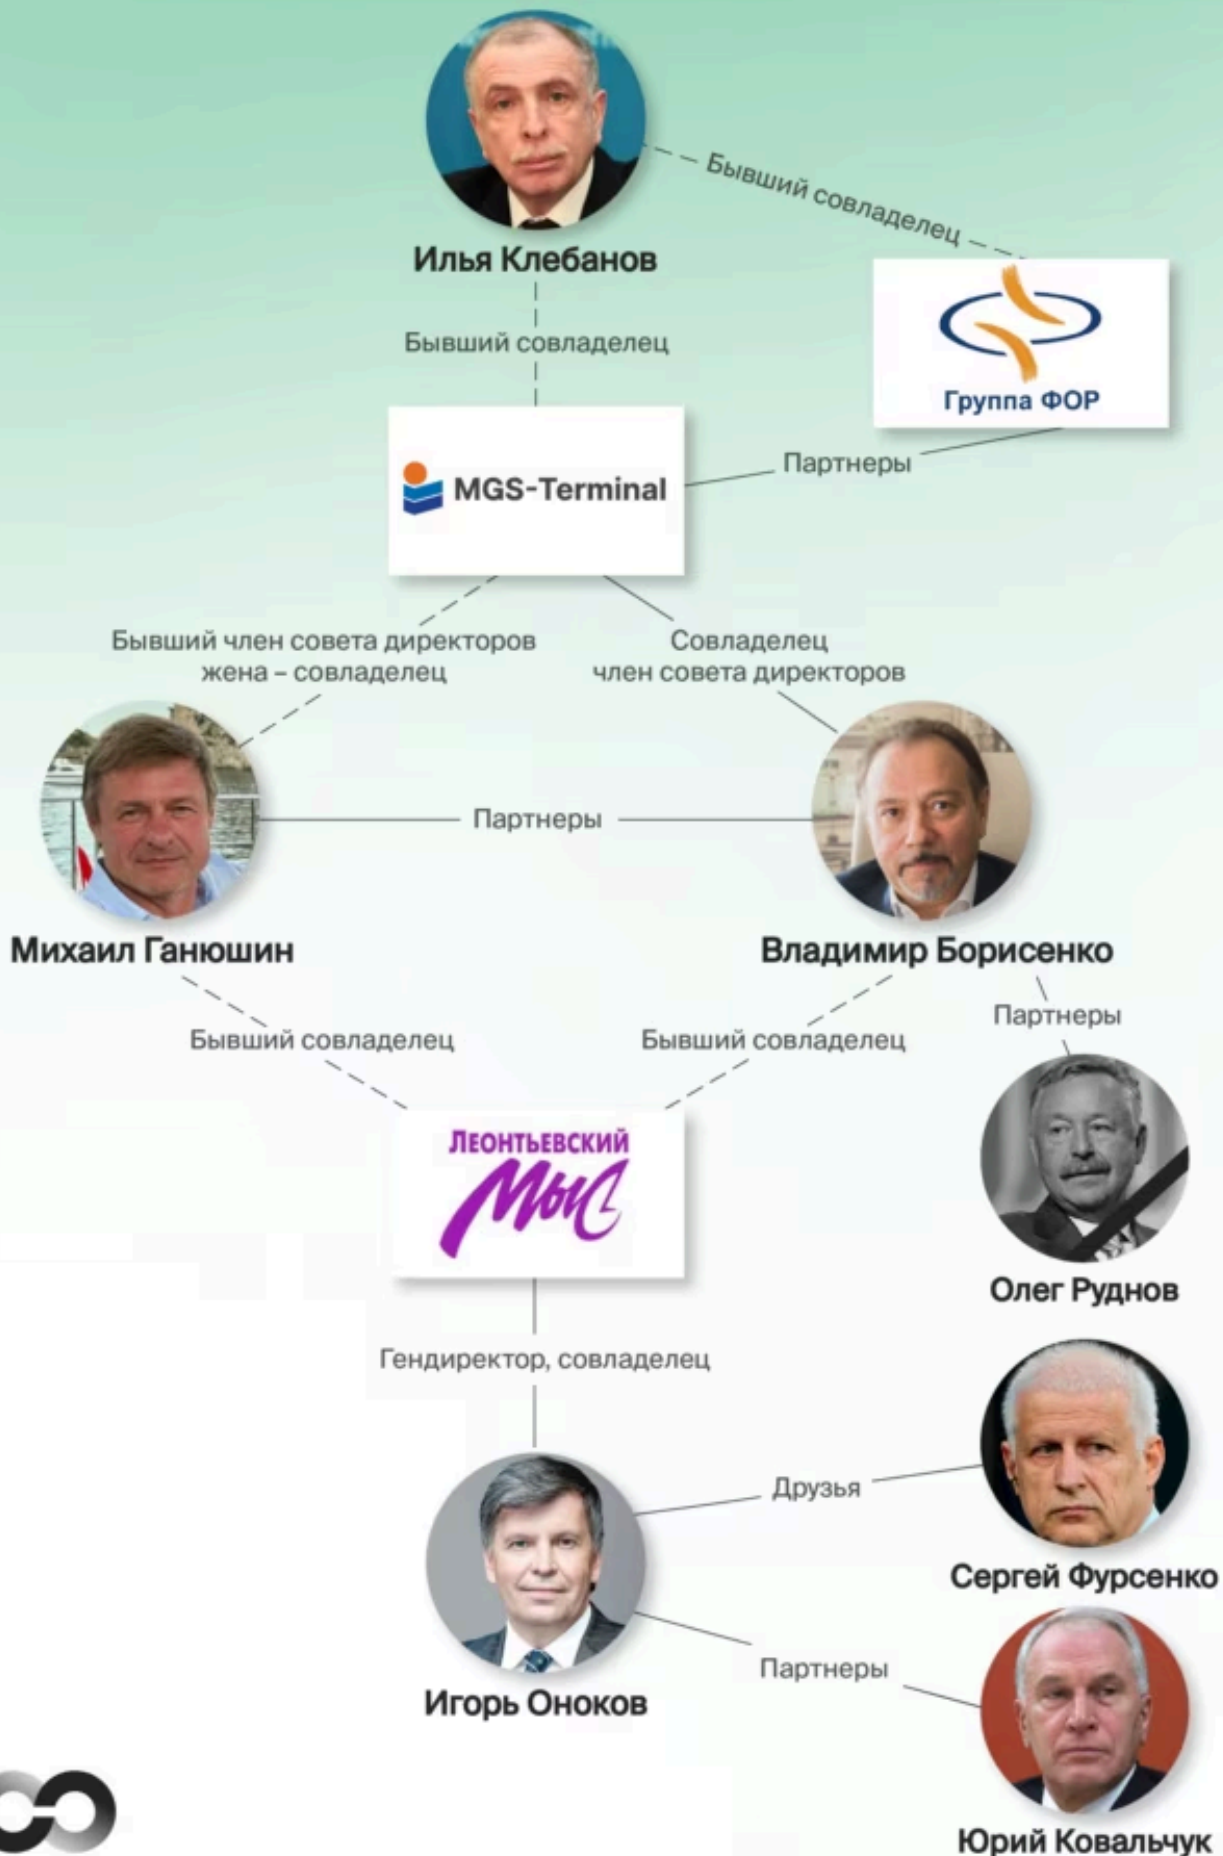 Бывший совладелец
Илья Клебанов
Бывший совладелец
Группа ФОР
Партнеры
MGS-Terminal
Бывший член совета директоров
жена – совладелец
Совладелец
член совета директоров
Партнеры
Михаил Ганюшин
Владимир Борисенко
Бывший совладелец
Бывший совладелец
Партнеры
ЛЕОНТЬЕВСКИЙ
Мыс
Олег Руднов
Гендиректор, совладелец
Друзья
Сергей Фурсенко
Партнеры
Игорь Оноков
Юрий Ковальчук